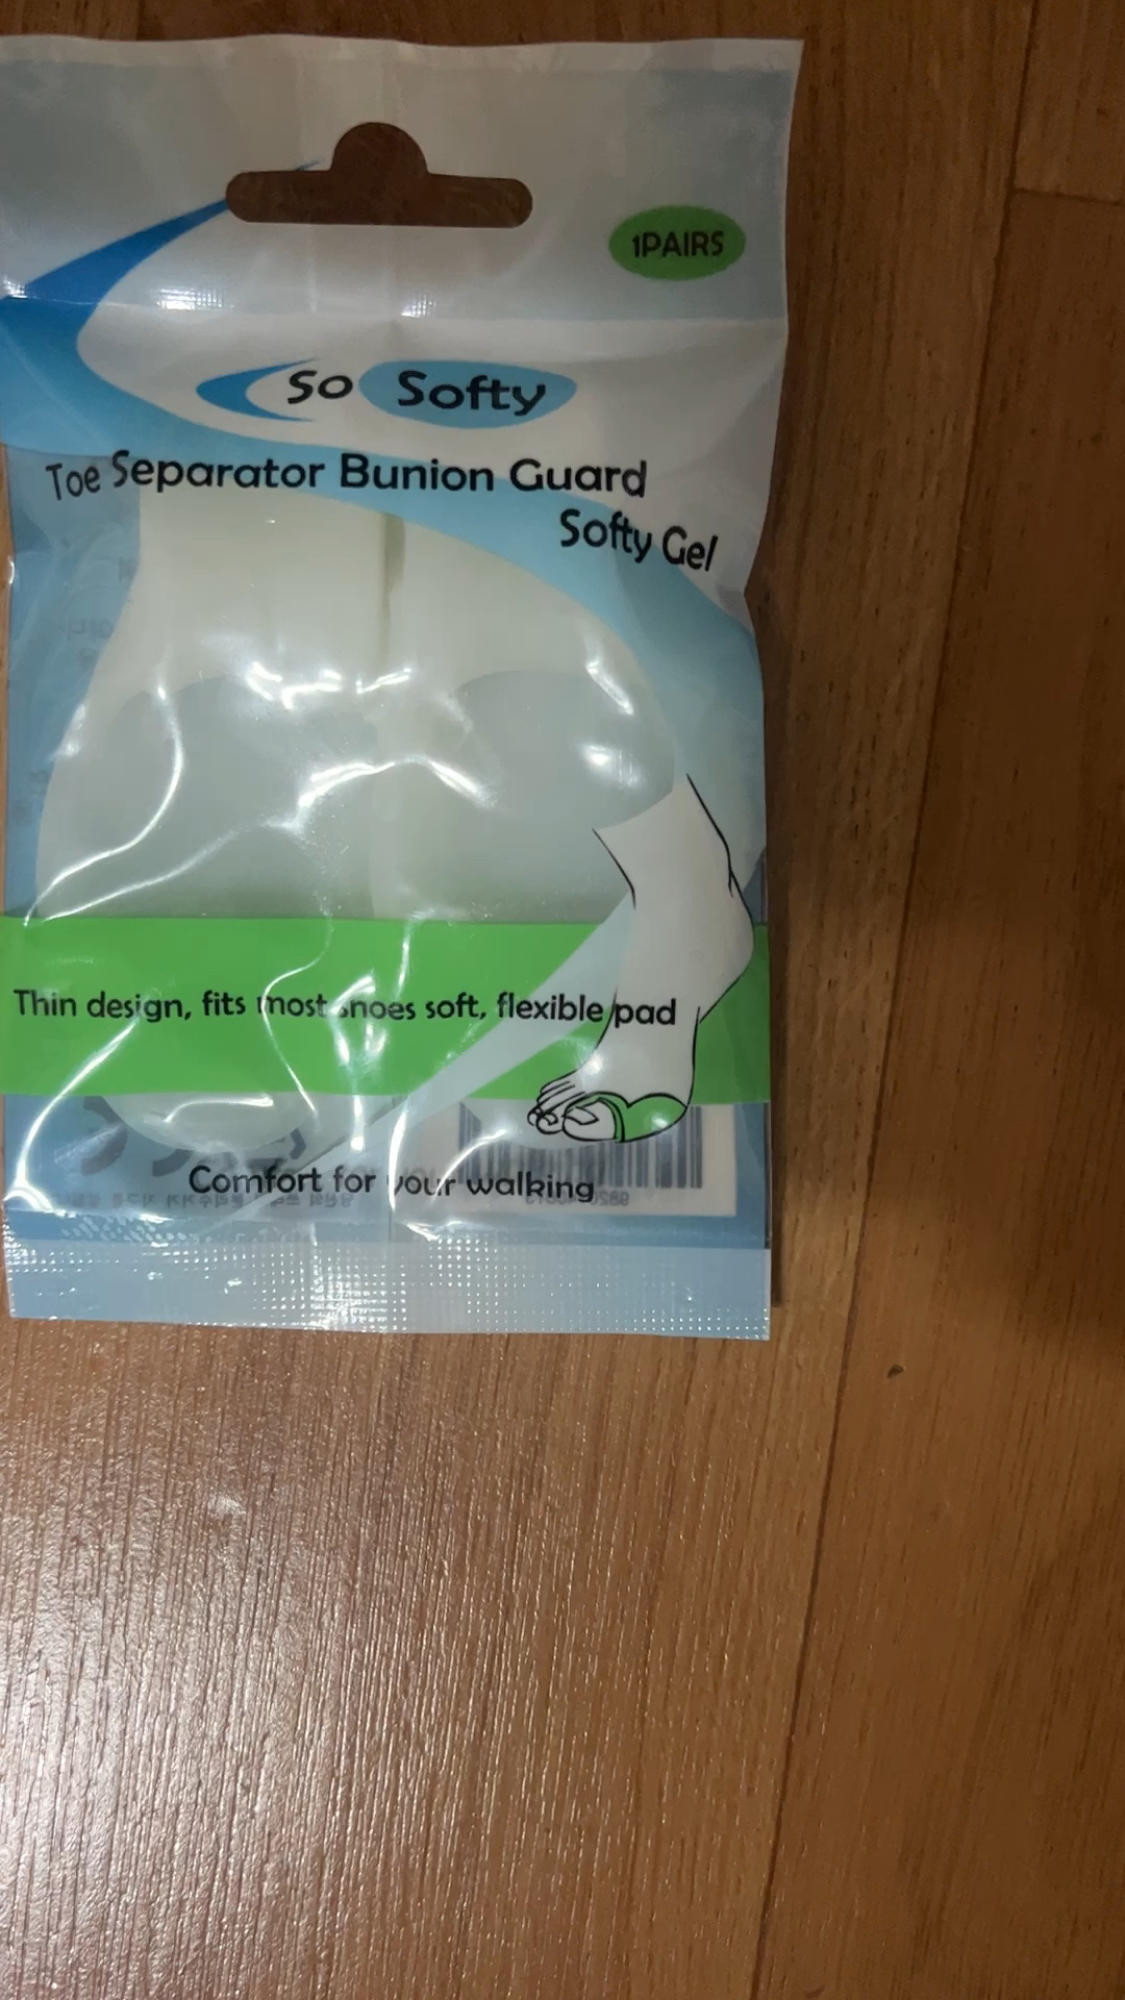 1PAIRS
So Softy
Toe Separator Bunion Guard
Softy Gel
Thin design, fits most shoes soft, flexible pad
Comfort for your walking